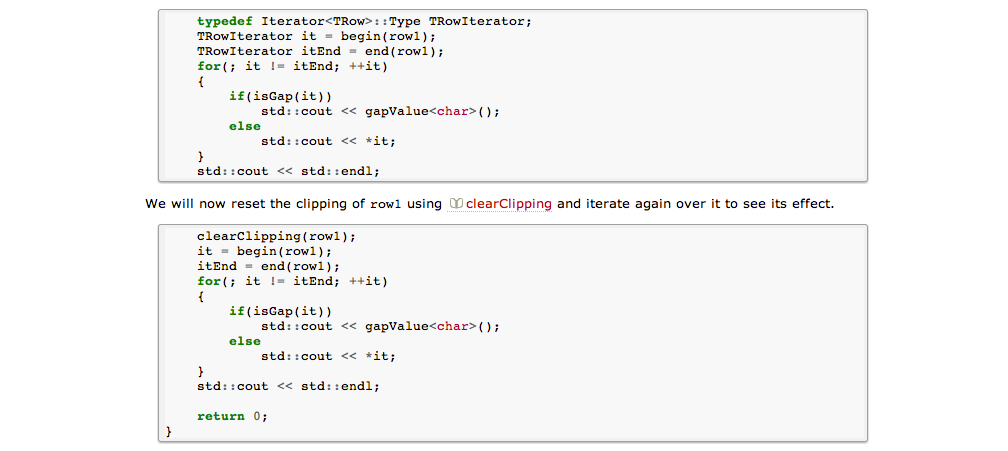 typedef Iterator<TRow>::Type TRowIterator;
TRowIterator it = begin(row1);
TRowIterator itEnd = end(row1);
for(; it != itEnd; ++it)
{
if(isGap(it))
std::cout << gapValue<char>();
else
std::cout << *it;
}
std::cout << std::endl;
We will now reset the clipping of row1 using clearClipping and iterate again over it to see its effect.
clearClipping(row1);
it = begin(row1);
itEnd = end(row1);
for(; it != itEnd; ++it)
{
if(isGap(it))
std::cout << gapValue<char>();
else
std::cout << *it;
}
std::cout << std::endl;
return 0;
}